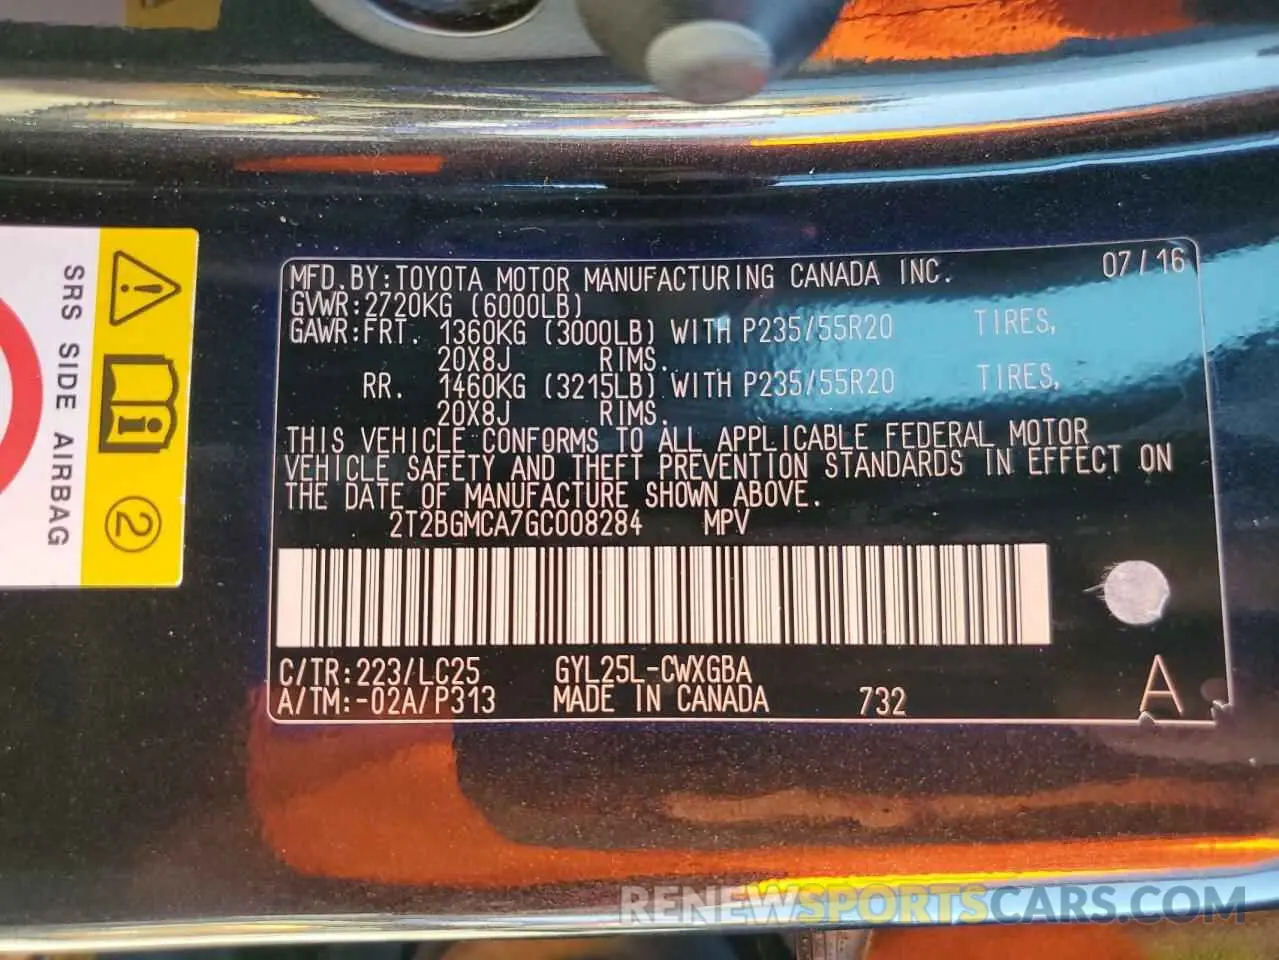 MFD.BY:TOYOTA MOTOR MANUFACTURING CANADA INC. 07/16
GVWR:2720KG (6000LB)
GAWR:FRT. 1360KG (3000LB) WITH P235/55R20 TIRES,
20X8J RIMS.
RR. 1460KG (3215LB) WITH P235/55R20 TIRES,
20X8J RIMS.
THIS VEHICLE CONFORMS TO ALL APPLICABLE FEDERAL MOTOR
VEHICLE SAFETY AND THEFT PREVENTION STANDARDS IN EFFECT ON
THE DATE OF MANUFACTURE SHOWN ABOVE.
2T2BGMCA7GC008284 MPV
C/TR:223/LC25 GYL25L-CWXGBA
A/TM:-02A/P313 MADE IN CANADA 732 A
SRS SIDE AIRBAG
2
RENEWSPORTSCARS.COM